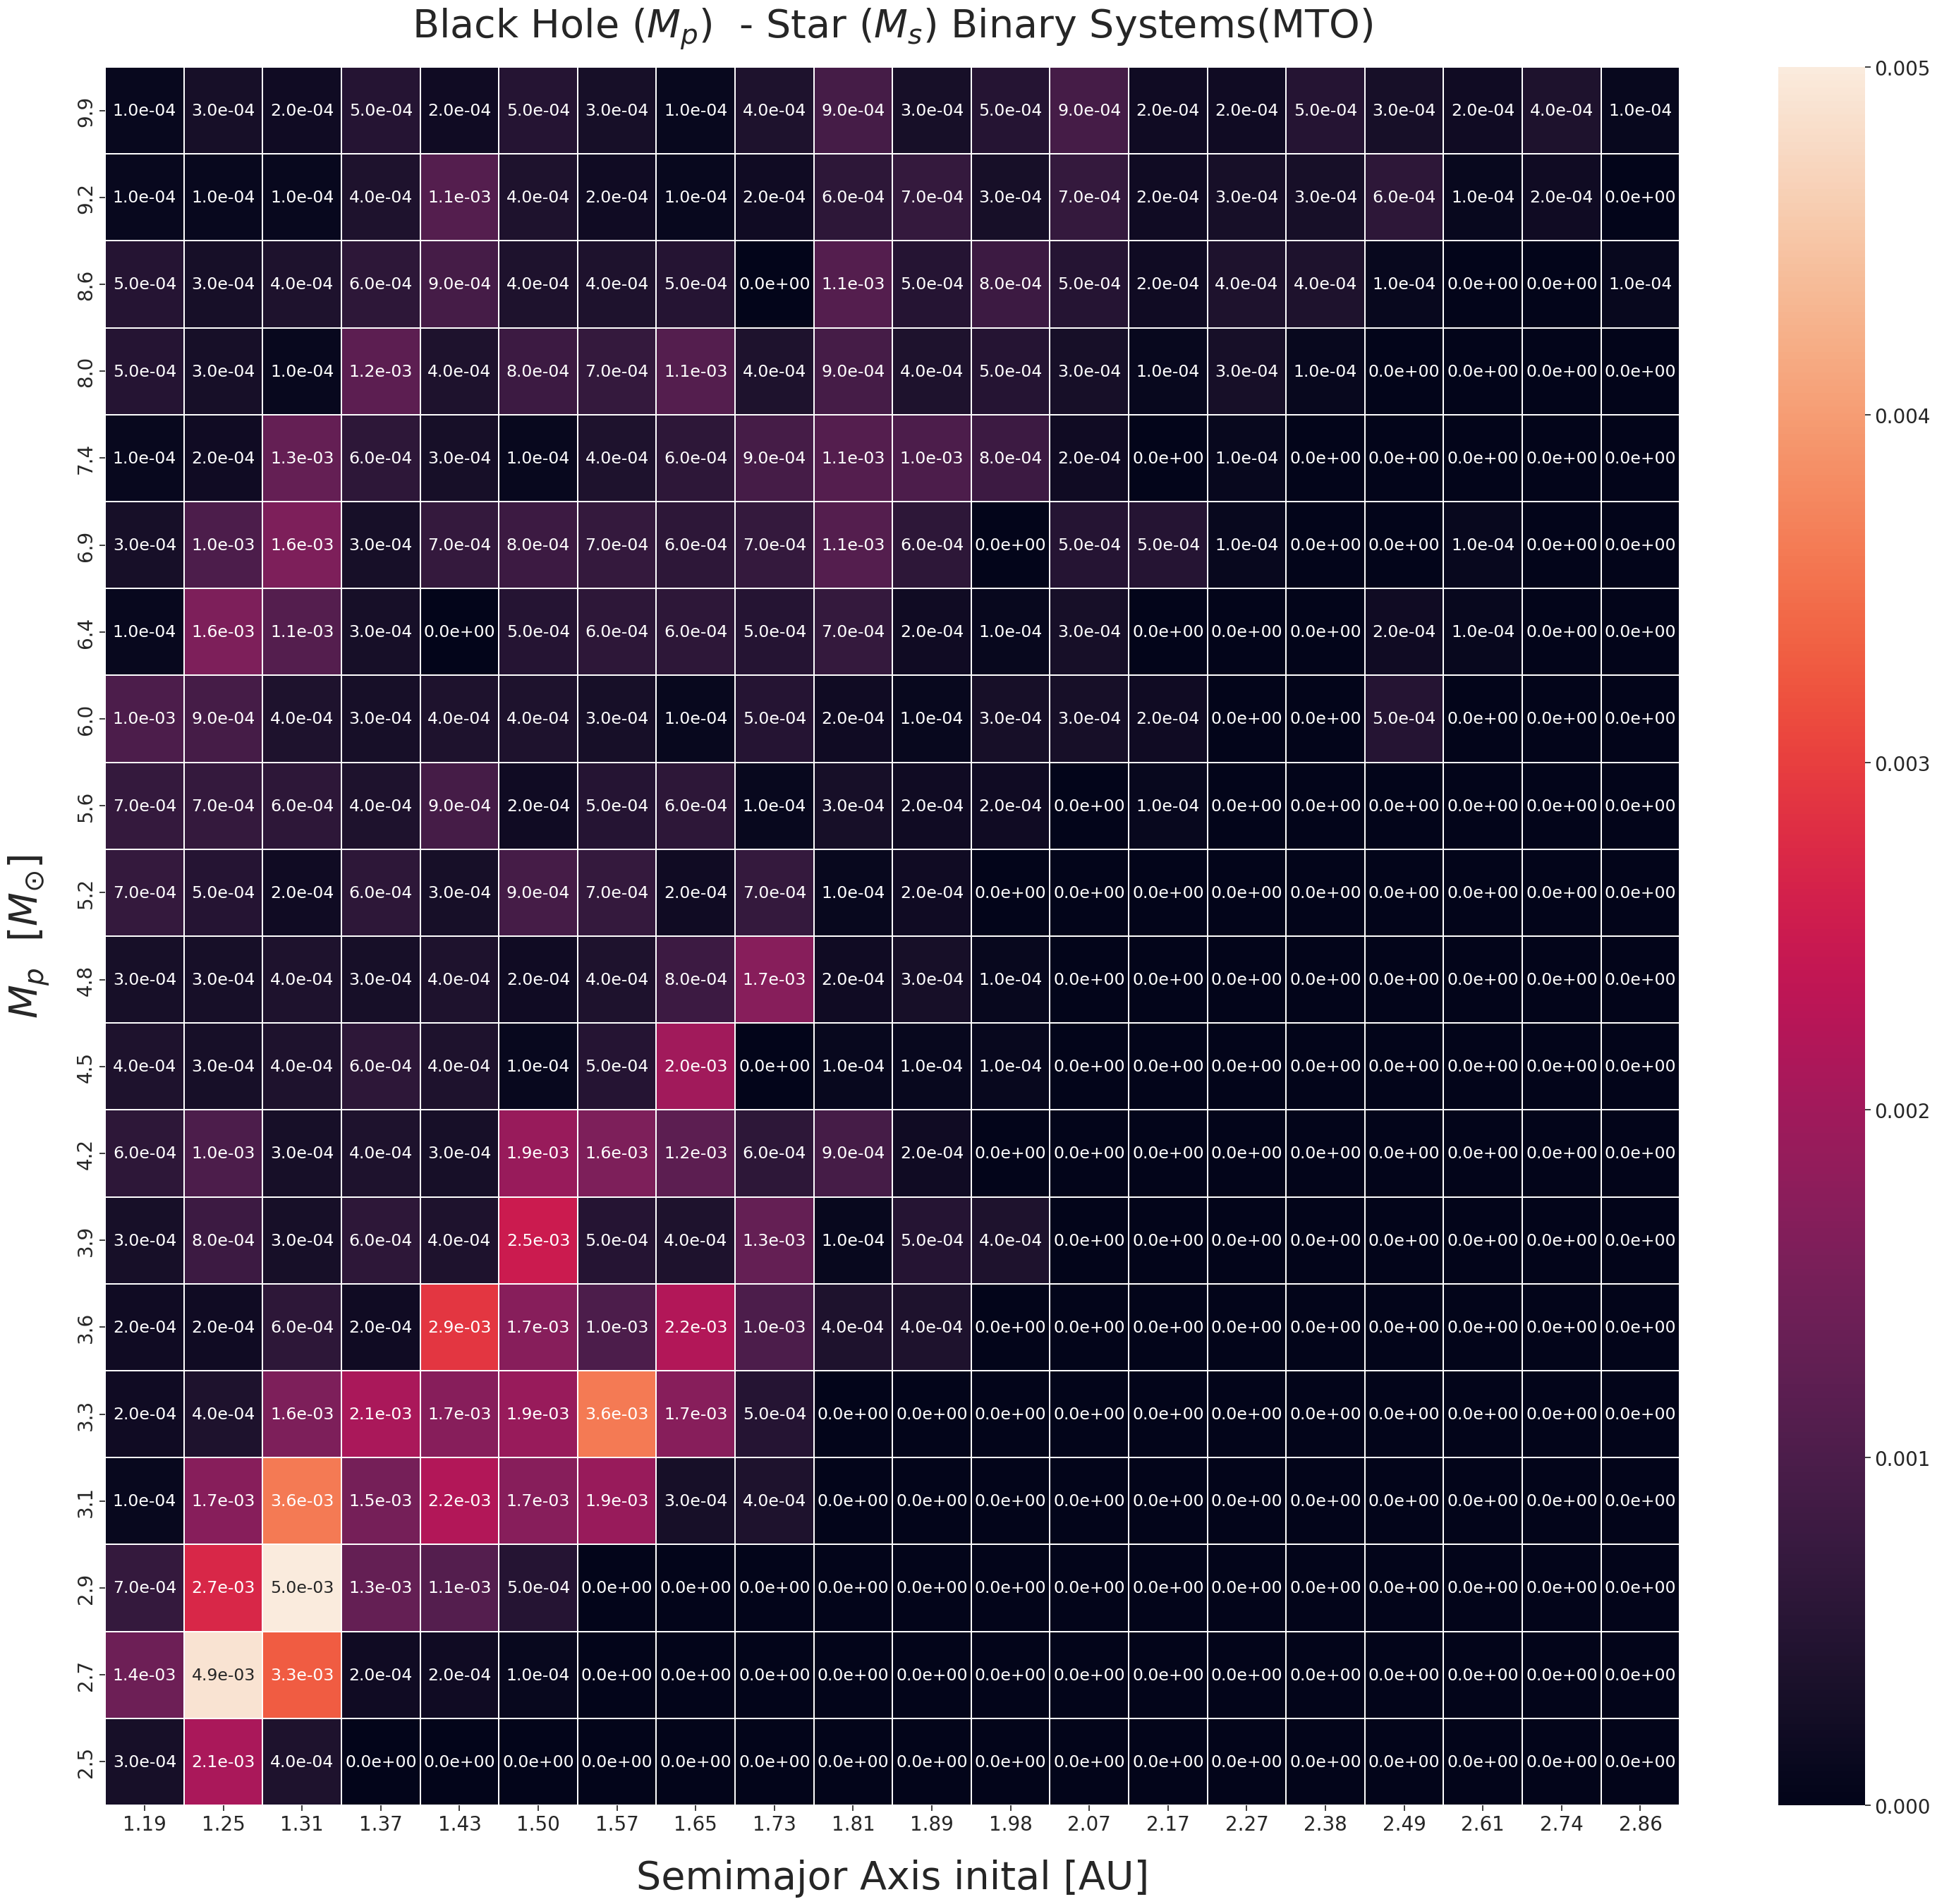 Black Hole (M_p) - Star (M_s) Binary Systems(MTO)
9.9 1.0e-04 3.0e-04 2.0e-04 5.0e-04 2.0e-04 5.0e-04 3.0e-04 1.0e-04 4.0e-04 9.0e-04 3.0e-04 5.0e-04 9.0e-04 2.0e-04 2.0e-04 5.0e-04 3.0e-04 2.0e-04 4.0e-04 1.0e-04
9.2 1.0e-04 1.0e-04 1.0e-04 4.0e-04 1.1e-03 4.0e-04 2.0e-04 1.0e-04 2.0e-04 6.0e-04 7.0e-04 3.0e-04 7.0e-04 2.0e-04 3.0e-04 3.0e-04 6.0e-04 1.0e-04 2.0e-04 0.0e+00
8.6 5.0e-04 3.0e-04 4.0e-04 6.0e-04 9.0e-04 4.0e-04 4.0e-04 5.0e-04 0.0e+00 1.1e-03 5.0e-04 8.0e-04 5.0e-04 2.0e-04 4.0e-04 4.0e-04 1.0e-04 0.0e+00 0.0e+00 1.0e-04
8.0 5.0e-04 3.0e-04 1.0e-04 1.2e-03 4.0e-04 8.0e-04 7.0e-04 1.1e-03 4.0e-04 9.0e-04 4.0e-04 5.0e-04 3.0e-04 1.0e-04 3.0e-04 1.0e-04 0.0e+00 0.0e+00 0.0e+00 0.0e+00
7.4 1.0e-04 2.0e-04 1.3e-03 6.0e-04 3.0e-04 1.0e-04 4.0e-04 6.0e-04 9.0e-04 1.1e-03 1.0e-03 8.0e-04 2.0e-04 0.0e+00 1.0e-04 0.0e+00 0.0e+00 0.0e+00 0.0e+00 0.0e+00
6.9 3.0e-04 1.0e-03 1.6e-03 3.0e-04 7.0e-04 8.0e-04 7.0e-04 6.0e-04 7.0e-04 1.1e-03 6.0e-04 0.0e+00 5.0e-04 5.0e-04 1.0e-04 0.0e+00 0.0e+00 1.0e-04 0.0e+00 0.0e+00
6.4 1.0e-04 1.6e-03 1.1e-03 3.0e-04 0.0e+00 5.0e-04 6.0e-04 6.0e-04 5.0e-04 7.0e-04 2.0e-04 1.0e-04 3.0e-04 0.0e+00 0.0e+00 0.0e+00 2.0e-04 1.0e-04 0.0e+00 0.0e+00
6.0 1.0e-03 9.0e-04 4.0e-04 3.0e-04 4.0e-04 4.0e-04 3.0e-04 1.0e-04 5.0e-04 2.0e-04 1.0e-04 3.0e-04 3.0e-04 2.0e-04 0.0e+00 0.0e+00 5.0e-04 0.0e+00 0.0e+00 0.0e+00
5.6 7.0e-04 7.0e-04 6.0e-04 4.0e-04 9.0e-04 2.0e-04 5.0e-04 6.0e-04 1.0e-04 3.0e-04 2.0e-04 2.0e-04 0.0e+00 1.0e-04 0.0e+00 0.0e+00 0.0e+00 0.0e+00 0.0e+00 0.0e+00
5.2 7.0e-04 5.0e-04 2.0e-04 6.0e-04 3.0e-04 9.0e-04 7.0e-04 2.0e-04 7.0e-04 1.0e-04 2.0e-04 0.0e+00 0.0e+00 0.0e+00 0.0e+00 0.0e+00 0.0e+00 0.0e+00 0.0e+00 0.0e+00
4.8 3.0e-04 3.0e-04 4.0e-04 3.0e-04 4.0e-04 2.0e-04 4.0e-04 8.0e-04 1.7e-03 2.0e-04 3.0e-04 1.0e-04 0.0e+00 0.0e+00 0.0e+00 0.0e+00 0.0e+00 0.0e+00 0.0e+00 0.0e+00
4.5 4.0e-04 3.0e-04 4.0e-04 6.0e-04 4.0e-04 1.0e-04 5.0e-04 2.0e-03 0.0e+00 1.0e-04 1.0e-04 1.0e-04 0.0e+00 0.0e+00 0.0e+00 0.0e+00 0.0e+00 0.0e+00 0.0e+00 0.0e+00
4.2 6.0e-04 1.0e-03 3.0e-04 4.0e-04 3.0e-04 1.9e-03 1.6e-03 1.2e-03 6.0e-04 9.0e-04 2.0e-04 0.0e+00 0.0e+00 0.0e+00 0.0e+00 0.0e+00 0.0e+00 0.0e+00 0.0e+00 0.0e+00
3.9 3.0e-04 8.0e-04 3.0e-04 6.0e-04 4.0e-04 2.5e-03 5.0e-04 4.0e-04 1.3e-03 1.0e-04 5.0e-04 4.0e-04 0.0e+00 0.0e+00 0.0e+00 0.0e+00 0.0e+00 0.0e+00 0.0e+00 0.0e+00
3.6 2.0e-04 2.0e-04 6.0e-04 2.0e-04 2.9e-03 1.7e-03 1.0e-03 2.2e-03 1.0e-03 4.0e-04 4.0e-04 0.0e+00 0.0e+00 0.0e+00 0.0e+00 0.0e+00 0.0e+00 0.0e+00 0.0e+00 0.0e+00
3.3 2.0e-04 4.0e-04 1.6e-03 2.1e-03 1.7e-03 1.9e-03 3.6e-03 1.7e-03 5.0e-04 0.0e+00 0.0e+00 0.0e+00 0.0e+00 0.0e+00 0.0e+00 0.0e+00 0.0e+00 0.0e+00 0.0e+00 0.0e+00
3.1 1.0e-04 1.7e-03 3.6e-03 1.5e-03 2.2e-03 1.7e-03 1.9e-03 3.0e-04 4.0e-04 0.0e+00 0.0e+00 0.0e+00 0.0e+00 0.0e+00 0.0e+00 0.0e+00 0.0e+00 0.0e+00 0.0e+00 0.0e+00
2.9 7.0e-04 2.7e-03 5.0e-03 1.3e-03 1.1e-03 5.0e-04 0.0e+00 0.0e+00 0.0e+00 0.0e+00 0.0e+00 0.0e+00 0.0e+00 0.0e+00 0.0e+00 0.0e+00 0.0e+00 0.0e+00 0.0e+00 0.0e+00
2.7 1.4e-03 4.9e-03 3.3e-03 2.0e-04 2.0e-04 1.0e-04 0.0e+00 0.0e+00 0.0e+00 0.0e+00 0.0e+00 0.0e+00 0.0e+00 0.0e+00 0.0e+00 0.0e+00 0.0e+00 0.0e+00 0.0e+00 0.0e+00
2.5 3.0e-04 2.1e-03 4.0e-04 0.0e+00 0.0e+00 0.0e+00 0.0e+00 0.0e+00 0.0e+00 0.0e+00 0.0e+00 0.0e+00 0.0e+00 0.0e+00 0.0e+00 0.0e+00 0.0e+00 0.0e+00 0.0e+00 0.0e+00
1.19 1.25 1.31 1.37 1.43 1.50 1.57 1.65 1.73 1.81 1.89 1.98 2.07 2.17 2.27 2.38 2.49 2.61 2.74 2.86
Semimajor Axis inital [AU]
M_p [M_⊙]
0.005
0.004
0.003
0.002
0.001
0.000